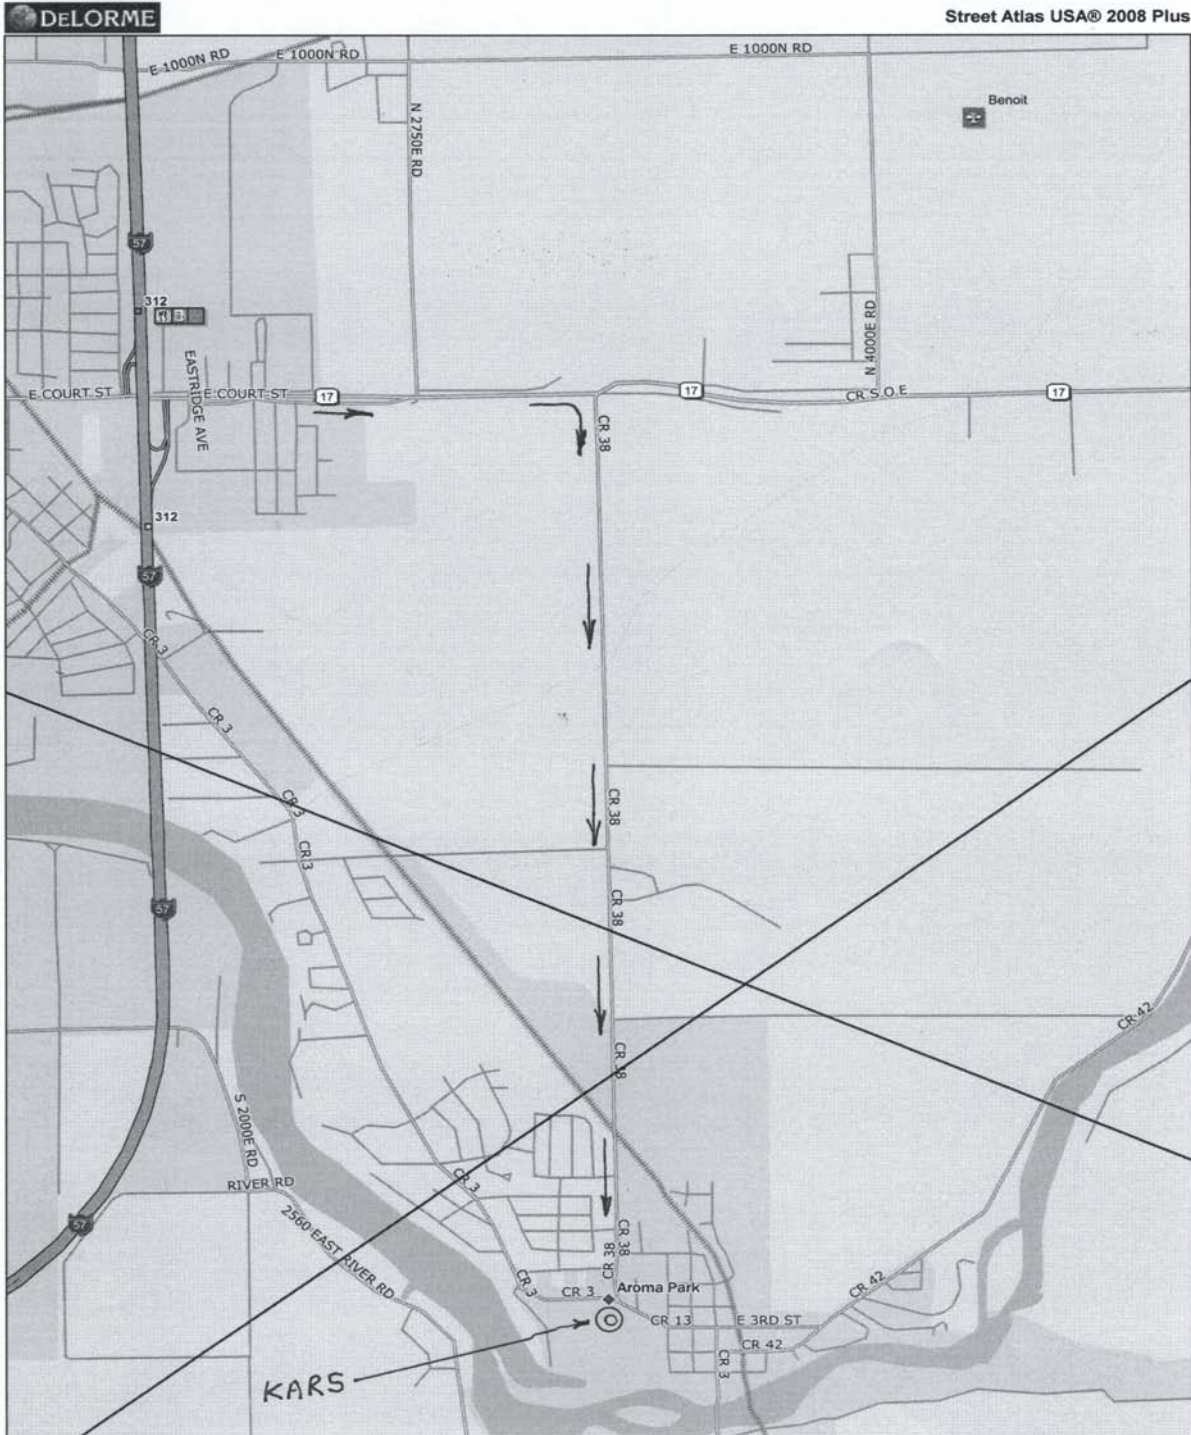 DELORME
Street Atlas USA® 2008 Plus
E 1000N RD
E 1000N RD
E 1000N RD
N 2750E RD
Benoit
57
312
N 4000E RD
EASTRIDGE AVE
E COURT ST
E COURT ST
17
17
CR S O E
17
CR 38
312
57
CR 3
CR 3
CR 3
CR 38
CR 3
CR 38
57
CR 42
CR 38
S 2000E RD
RIVER RD
CR 3
2560 EAST RIVER RD
57
CR 38
CR 38
CR 3
CR 3
Aroma Park
CR 42
CR 13
E 3RD ST
CR 42
CR 3
KARS